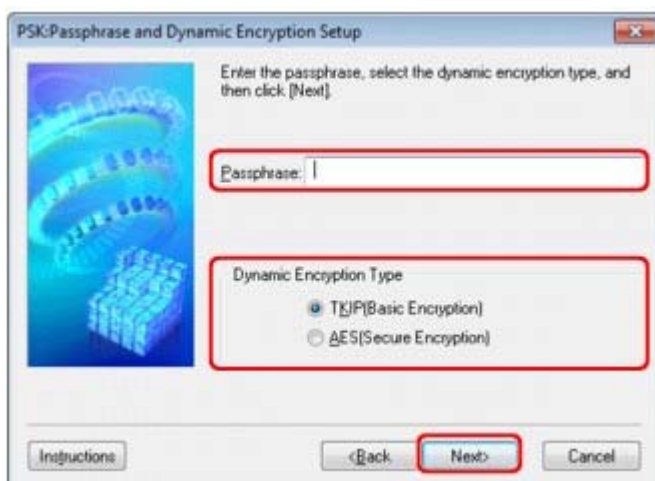 PSK:Passphrase and Dynamic Encryption Setup
Enter the passphrase, select the dynamic encryption type, and
then click [Next].
Passphrase:
Dynamic Encryption Type
TKIP(Basic Encryption)
AES(Secure Encryption)
Instructions <Back Next> Cancel